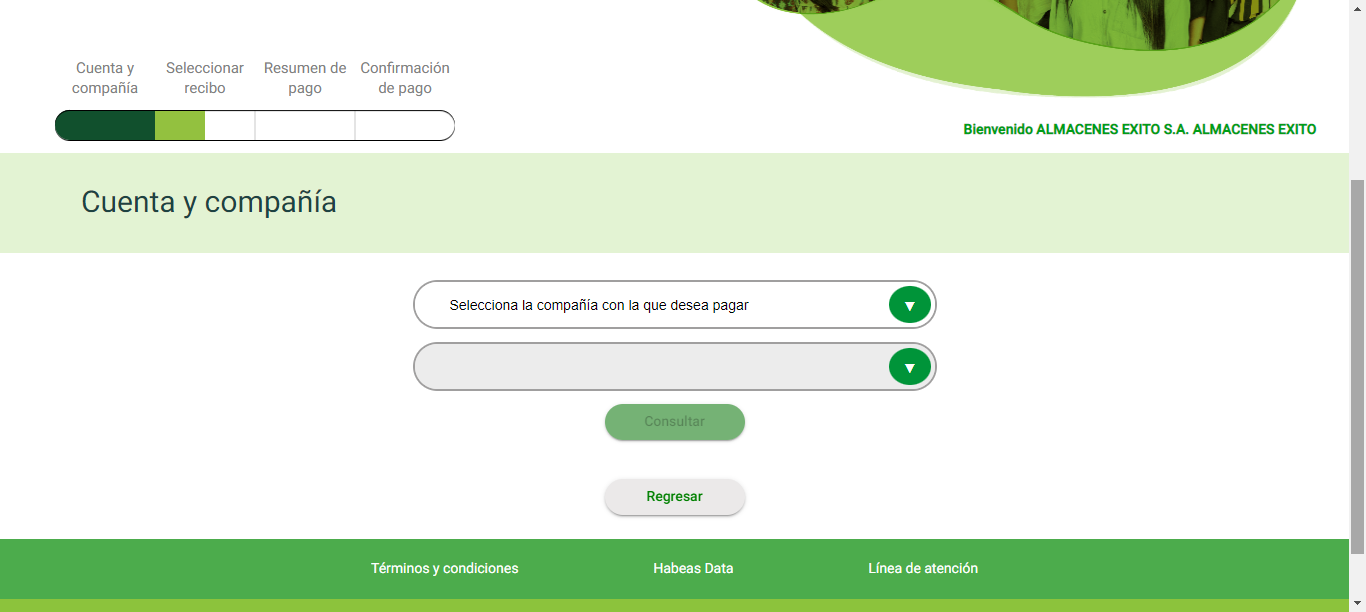 Cuenta y
compañía
Seleccionar
recibo
Resumen de
pago
Confirmación
de pago
Bienvenido ALMACENES EXITO S.A. ALMACENES EXITO
Cuenta y compañía
Selecciona la compañía con la que desea pagar
Consultar
Regresar
Términos y condiciones
Habeas Data
Línea de atención